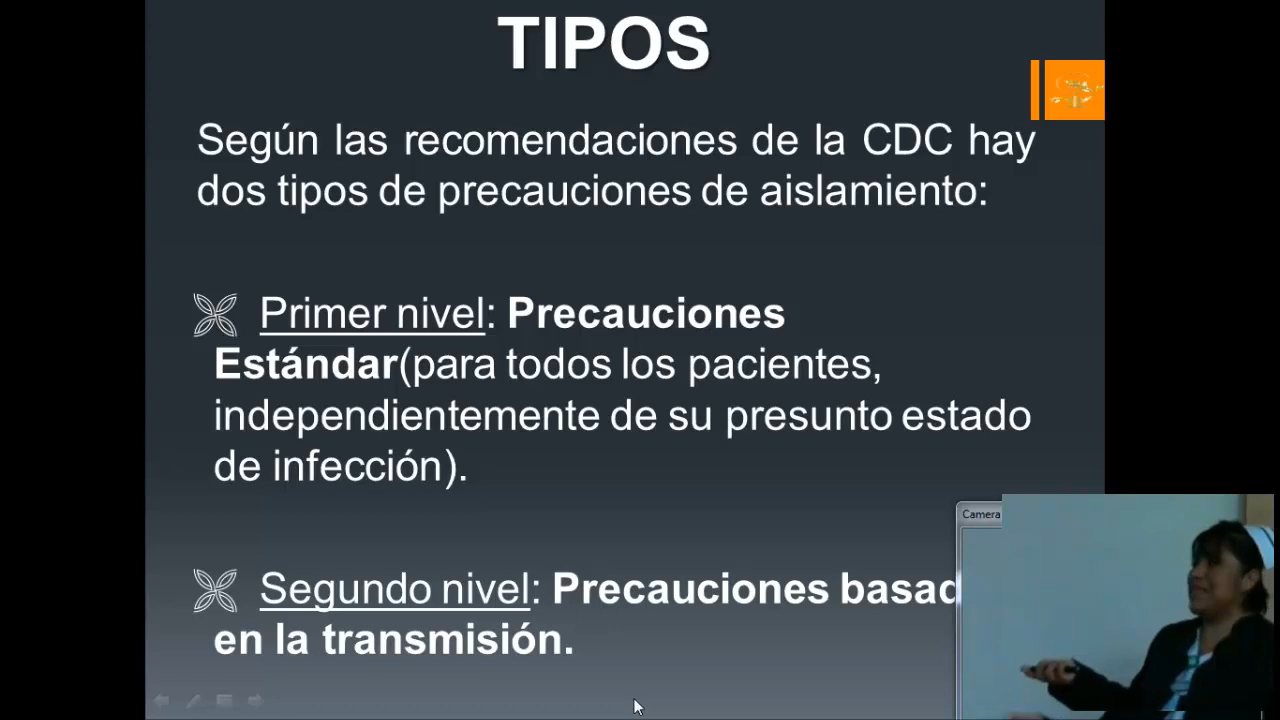 TIPOS
Según las recomendaciones de la CDC hay
dos tipos de precauciones de aislamiento:
Primer nivel: Precauciones
Estándar(para todos los pacientes,
independientemente de su presunto estado
de infección).
Segundo nivel: Precauciones basad
en la transmisión.
Camera